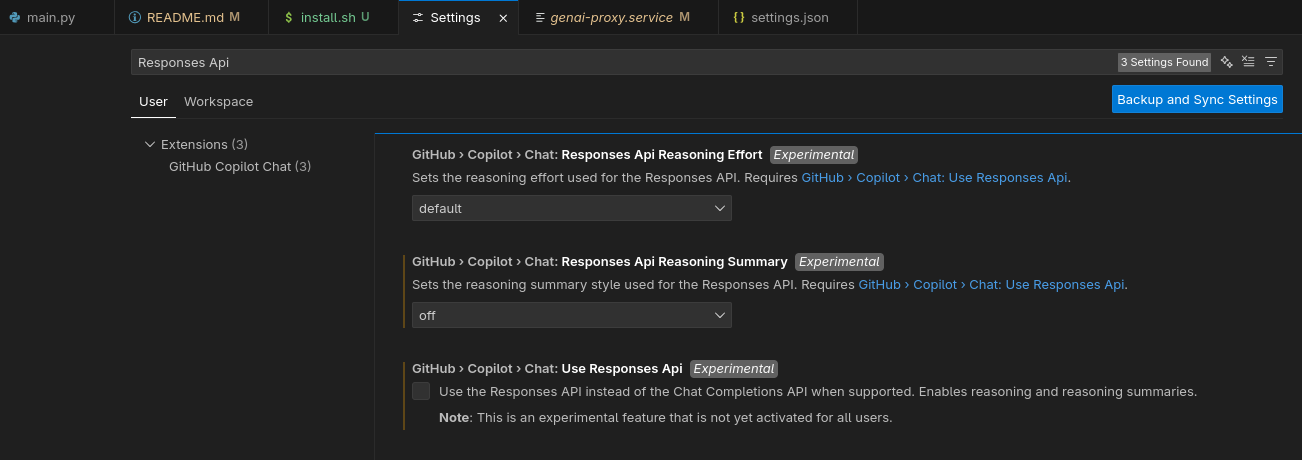 main.py
README.md M
$ install.sh U
Settings ×
genai-proxy.service M
{} settings.json
Responses Api
3 Settings Found
User
Workspace
Backup and Sync Settings
Extensions (3)
GitHub Copilot Chat (3)
GitHub › Copilot › Chat: Responses Api Reasoning Effort Experimental
Sets the reasoning effort used for the Responses API. Requires GitHub › Copilot › Chat: Use Responses Api.
default
GitHub › Copilot › Chat: Responses Api Reasoning Summary Experimental
Sets the reasoning summary style used for the Responses API. Requires GitHub › Copilot › Chat: Use Responses Api.
off
GitHub › Copilot › Chat: Use Responses Api Experimental
Use the Responses API instead of the Chat Completions API when supported. Enables reasoning and reasoning summaries.
Note: This is an experimental feature that is not yet activated for all users.